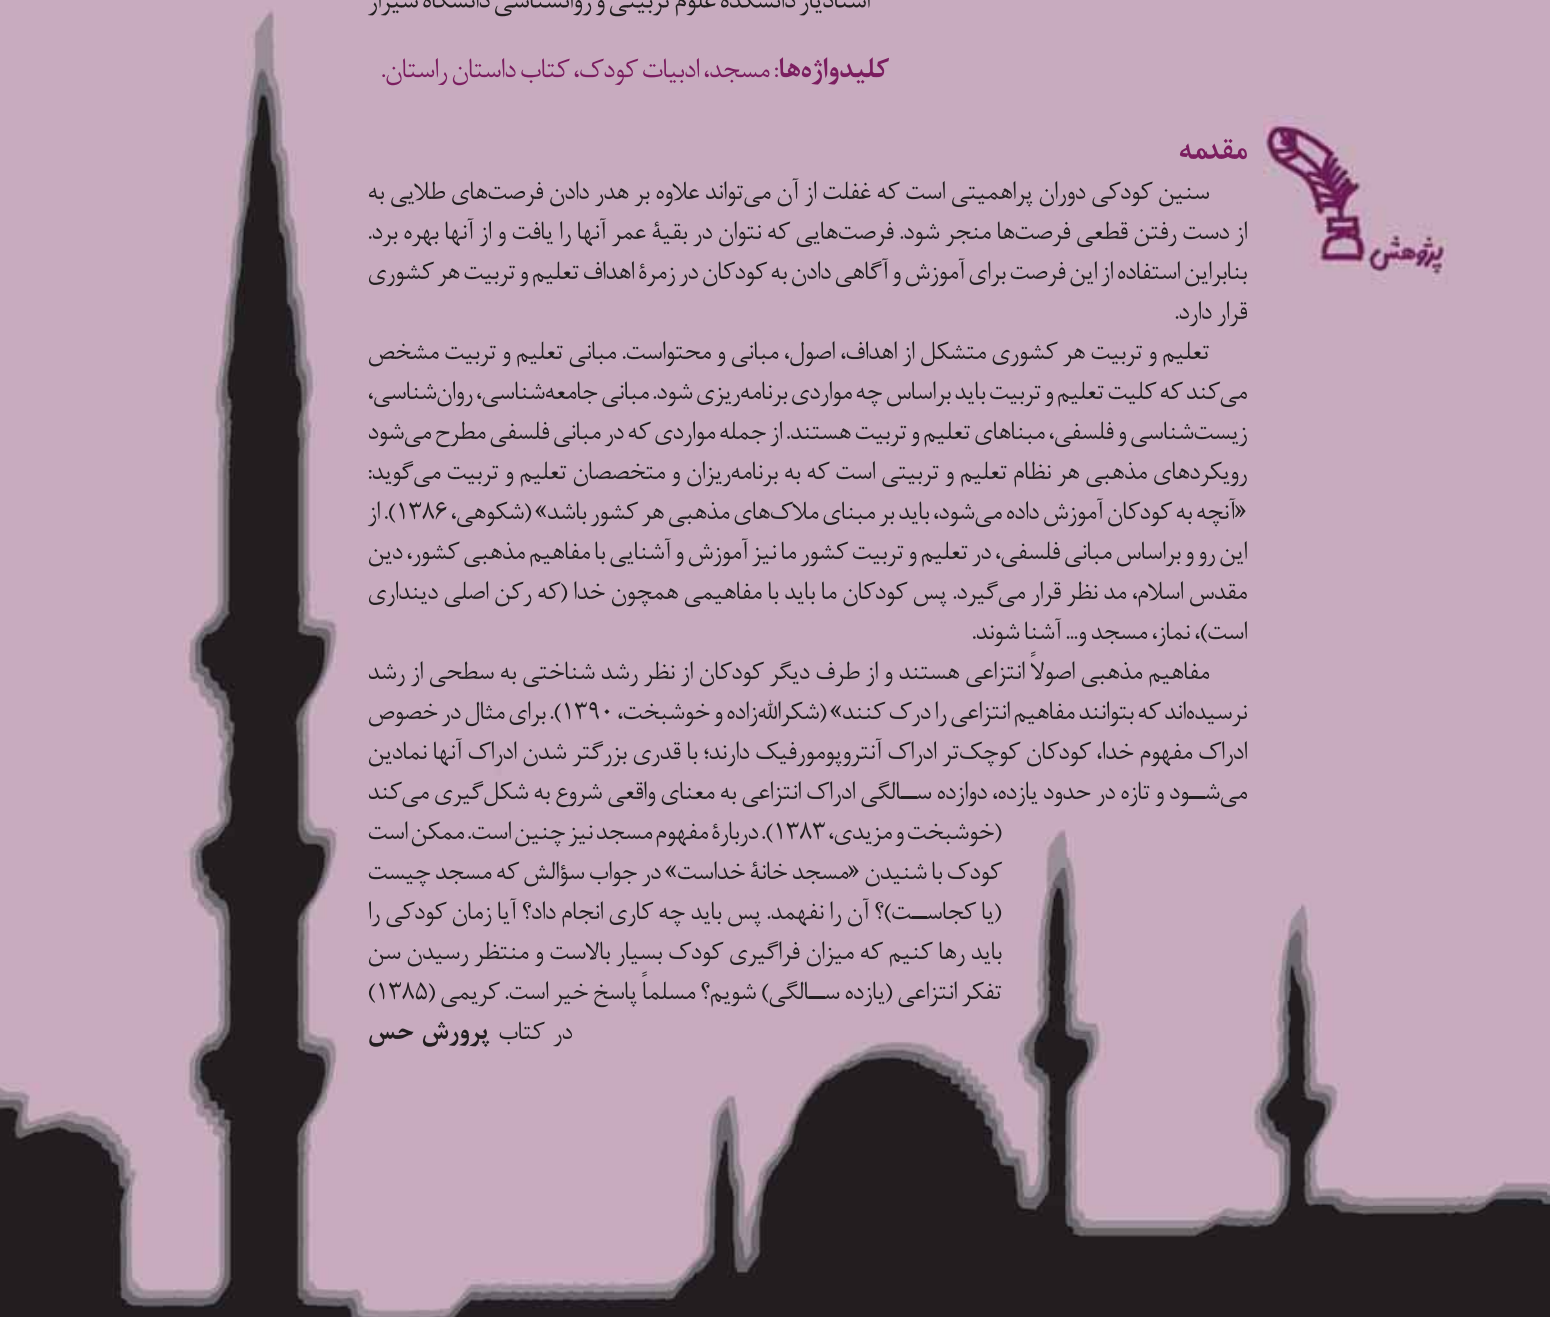 استادیار دانشکده علوم تربیتی و روانشناسی دانشگاه شیراز
کلیدواژه‌ها: مسجد، ادبیات کودک، کتاب داستان راستان.
مقدمه
پژوهش
سنین کودکی دوران پراهمیتی است که غفلت از آن می‌تواند علاوه بر هدر دادن فرصت‌های طلایی به
از دست رفتن قطعی فرصت‌ها منجر شود. فرصت‌هایی که نتوان در بقیهٔ عمر آنها را یافت و از آنها بهره برد.
بنابراین استفاده از این فرصت برای آموزش و آگاهی دادن به کودکان در زمرهٔ اهداف تعلیم و تربیت هر کشوری
قرار دارد.
تعلیم و تربیت هر کشوری متشکل از اهداف، اصول، مبانی و محتواست. مبانی تعلیم و تربیت مشخص
می‌کند که کلیت تعلیم و تربیت باید براساس چه مواردی برنامه‌ریزی شود. مبانی جامعه‌شناسی، روان‌شناسی،
زیست‌شناسی و فلسفی، مبناهای تعلیم و تربیت هستند. از جمله مواردی که در مبانی فلسفی مطرح می‌شود
رویکردهای مذهبی هر نظام تعلیم و تربیتی است که به برنامه‌ریزان و متخصصان تعلیم و تربیت می‌گوید:
«آنچه به کودکان آموزش داده می‌شود، باید بر مبنای ملاک‌های مذهبی هر کشور باشد» (شکوهی، ۱۳۸۶). از
این رو و براساس مبانی فلسفی، در تعلیم و تربیت کشور ما نیز آموزش و آشنایی با مفاهیم مذهبی کشور، دین
مقدس اسلام، مد نظر قرار می‌گیرد. پس کودکان ما باید با مفاهیمی همچون خدا (که رکن اصلی دینداری
است)، نماز، مسجد و... آشنا شوند.
مفاهیم مذهبی اصولاً انتزاعی هستند و از طرف دیگر کودکان از نظر رشد شناختی به سطحی از رشد
نرسیده‌اند که بتوانند مفاهیم انتزاعی را درک کنند» (شکرالله‌زاده و خوشبخت، ۱۳۹۰). برای مثال در خصوص
ادراک مفهوم خدا، کودکان کوچک‌تر ادراک آنتروپومورفیک دارند؛ با قدری بزرگتر شدن ادراک آنها نمادین
می‌شـــود و تازه در حدود یازده، دوازده ســـالگی ادراک انتزاعی به معنای واقعی شروع به شکل‌گیری می‌کند
(خوشبخت و مزیدی، ۱۳۸۳). دربارهٔ مفهوم مسجد نیز چنین است. ممکن است
کودک با شنیدن «مسجد خانهٔ خداست» در جواب سؤالش که مسجد چیست
(یا کجاســـت)؟ آن را نفهمد. پس باید چه کاری انجام داد؟ آیا زمان کودکی را
باید رها کنیم که میزان فراگیری کودک بسیار بالاست و منتظر رسیدن سن
تفکر انتزاعی (یازده ســـالگی) شویم؟ مسلماً پاسخ خیر است. کریمی (۱۳۸۵)
در کتاب پرورش حس